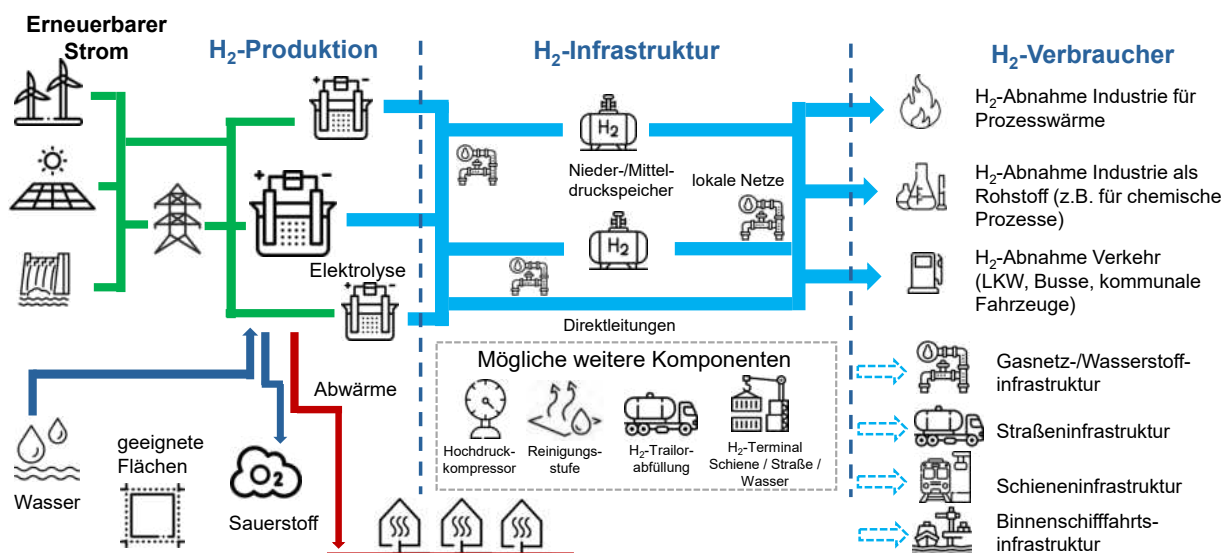 Erneuerbarer
Strom
H₂-Produktion
H₂-Infrastruktur
H₂-Verbraucher
+ −
+ −
+ −
Elektrolyse
H₂
Nieder-/Mittel-
druckspeicher
lokale Netze
H₂
Direktleitungen
H₂-Abnahme Industrie für
Prozesswärme
H₂-Abnahme Industrie als
Rohstoff (z.B. für chemische
Prozesse)
H₂-Abnahme Verkehr
(LKW, Busse, kommunale
Fahrzeuge)
Mögliche weitere Komponenten
Hochdruck-
kompressor
Reinigungs-
stufe
H₂-Trailor-
abfüllung
H₂-Terminal
Schiene / Straße /
Wasser
Gasnetz-/Wasserstoff-
infrastruktur
Straßeninfrastruktur
Schieneninfrastruktur
Binnenschifffahrts-
infrastruktur
Abwärme
Wasser
geeignete
Flächen
O₂
Sauerstoff